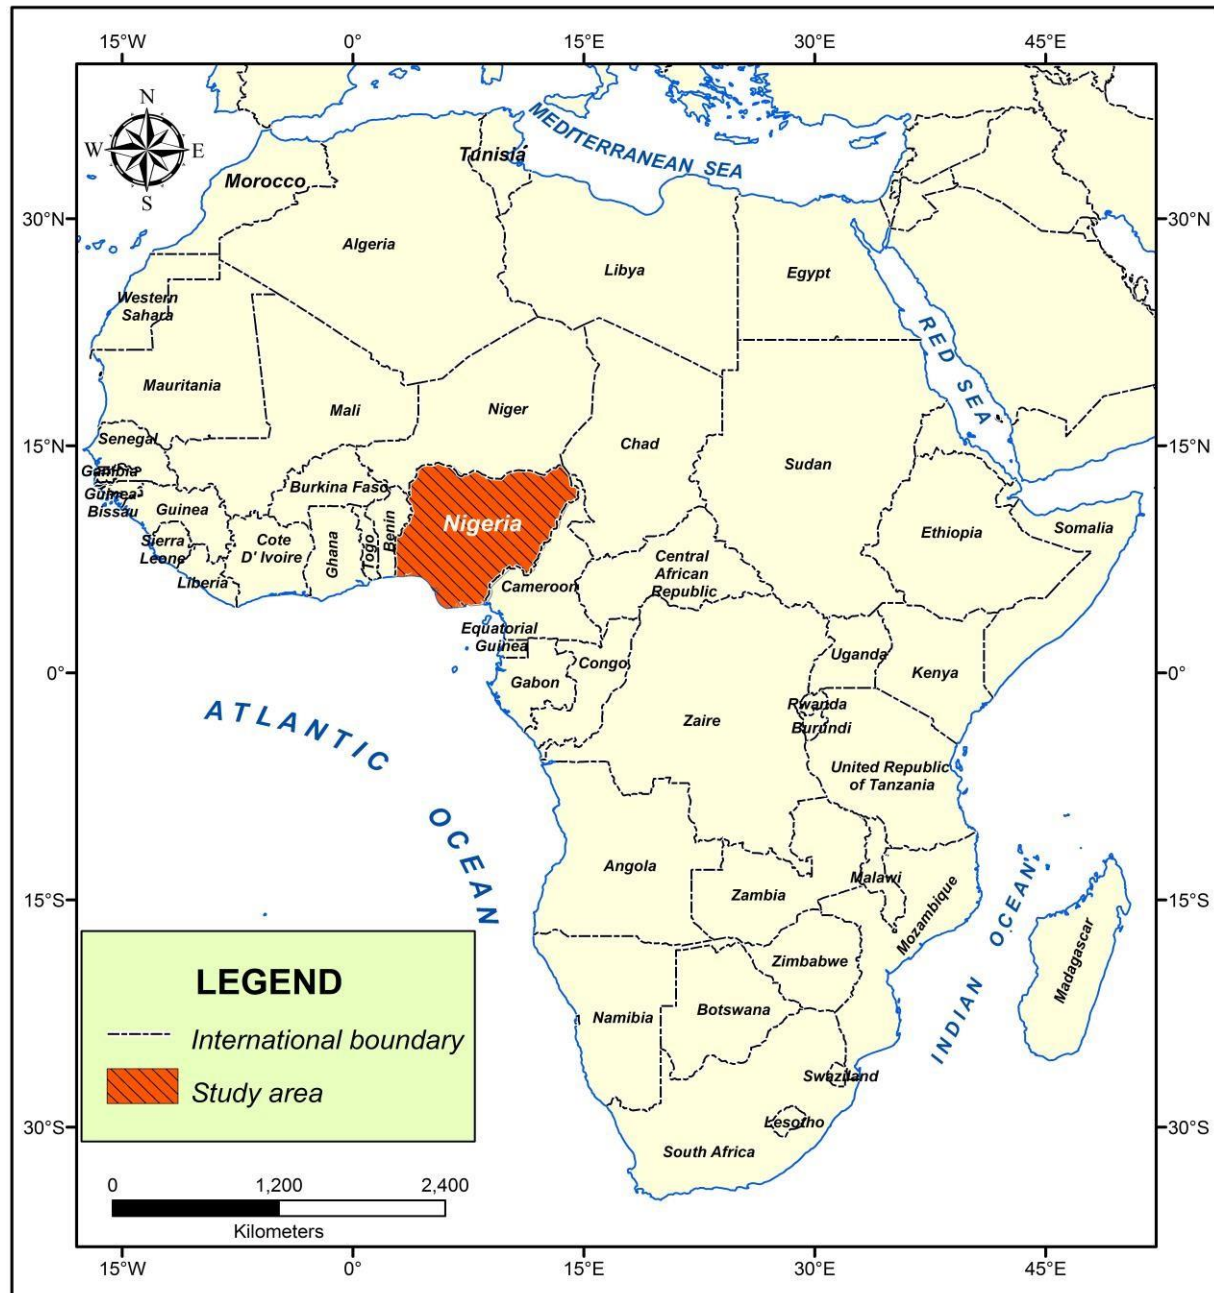 15°W 0° 15°E 30°E 45°E
N
W E
S
MEDITERRANEAN SEA
Tunisia
Morocco
30°N 30°N
Algeria
Libya
Egypt
Western
Sahara
RED SEA
Mauritania
Mali
Niger
Chad
Senegal
15°N 15°N
Sudan
Gambia
Guinea-
Bissau
Burkina Faso
Guinea
Nigeria
Ethiopia
Somalia
Sierra
Leone
Cote
D' Ivoire
Ghana
Togo
Benin
Liberia
Cameroon
Central
African
Republic
Equatorial
Guinea
Uganda
Congo
Kenya
0° 0°
Gabon
Rwanda
Burundi
Zaire
ATLANTIC OCEAN
United Republic
of Tanzania
Angola
Malawi
Zambia
Mozambique
15°S 15°S
INDIAN OCEAN
Madagascar
Zimbabwe
Botswana
Namibia
LEGEND
International boundary
Study area
Swaziland
Lesotho
30°S 30°S
South Africa
0 1,200 2,400
Kilometers
15°W 0° 15°E 30°E 45°E